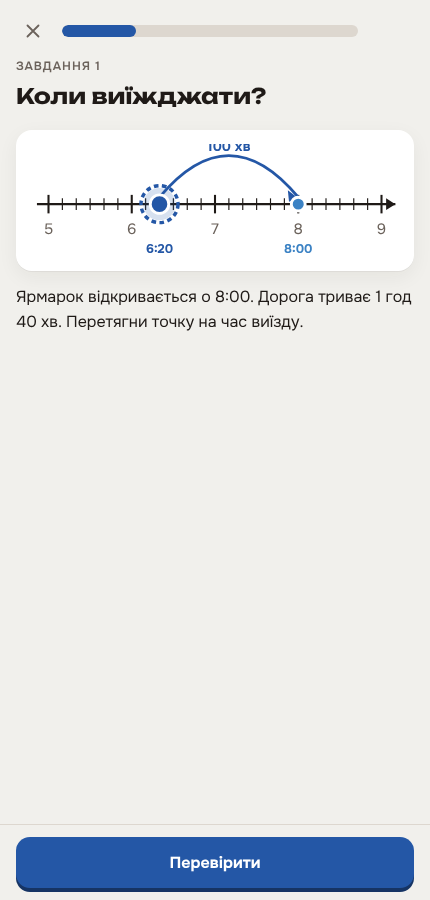 ЗАВДАННЯ 1
Коли виїжджати?
100 хв
5 6 7 8 9
6:20 8:00
Ярмарок відкривається о 8:00. Дорога триває 1 год
40 хв. Перетягни точку на час виїзду.
Перевірити